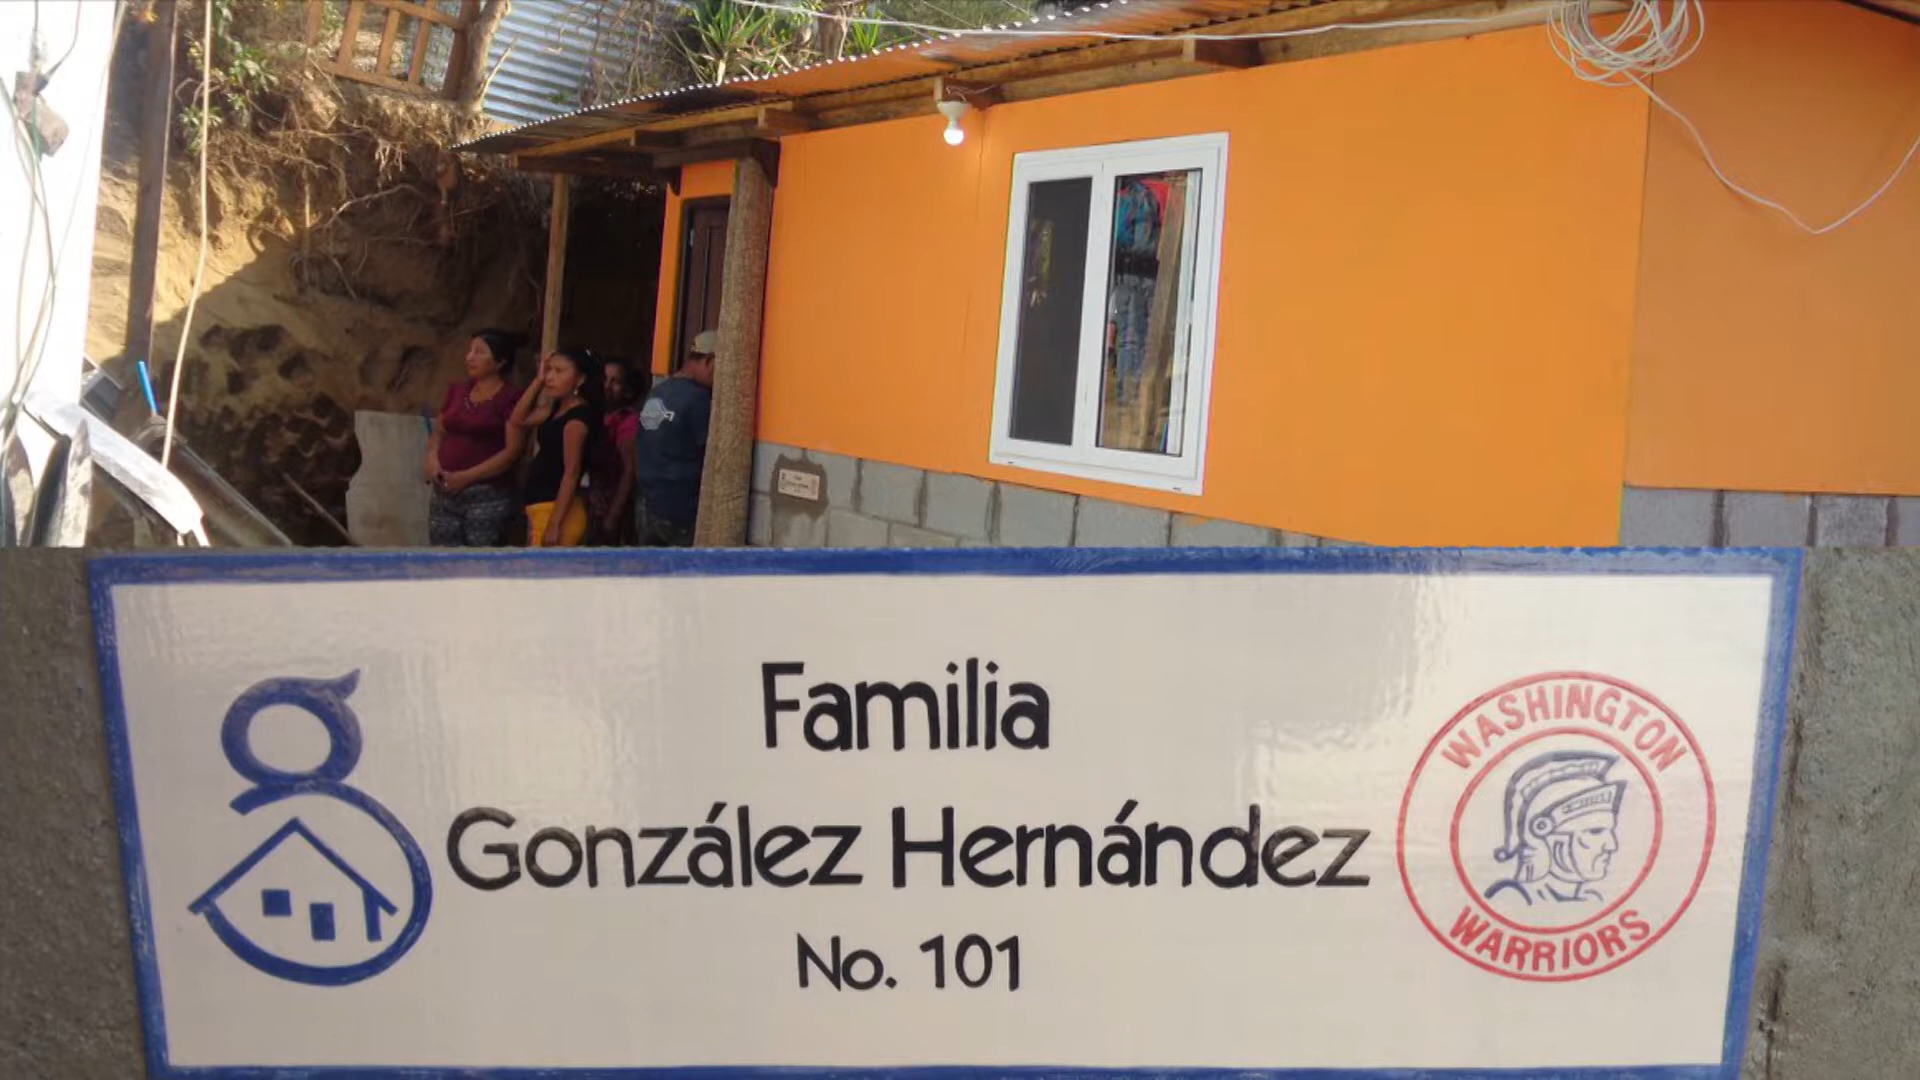 Familia
González Hernández
No. 101
WASHINGTON
WARRIORS